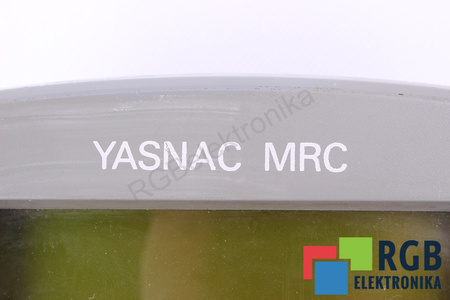 YASNAC MRC
RGBelektronika
RGB
ELEKTRONIKA